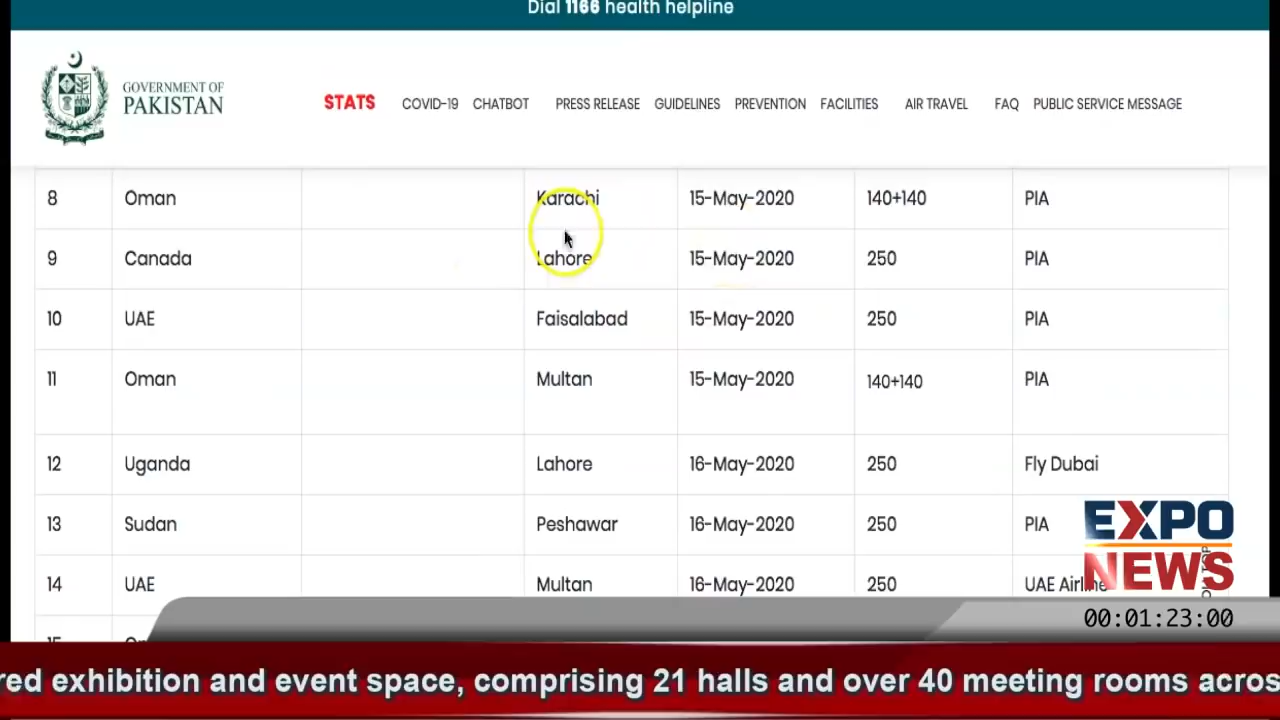 Dial 1166 health helpline
GOVERNMENT OF
PAKISTAN
STATS COVID-19 CHATBOT PRESS RELEASE GUIDELINES PREVENTION FACILITIES AIR TRAVEL FAQ PUBLIC SERVICE MESSAGE
8 Oman Karachi 15-May-2020 140+140 PIA
9 Canada Lahore 15-May-2020 250 PIA
10 UAE Faisalabad 15-May-2020 250 PIA
11 Oman Multan 15-May-2020 140+140 PIA
12 Uganda Lahore 16-May-2020 250 Fly Dubai
13 Sudan Peshawar 16-May-2020 250 PIA
14 UAE Multan 16-May-2020 250 UAE Airline
EXPO
NEWS
00:01:23:00
red exhibition and event space, comprising 21 halls and over 40 meeting rooms acros